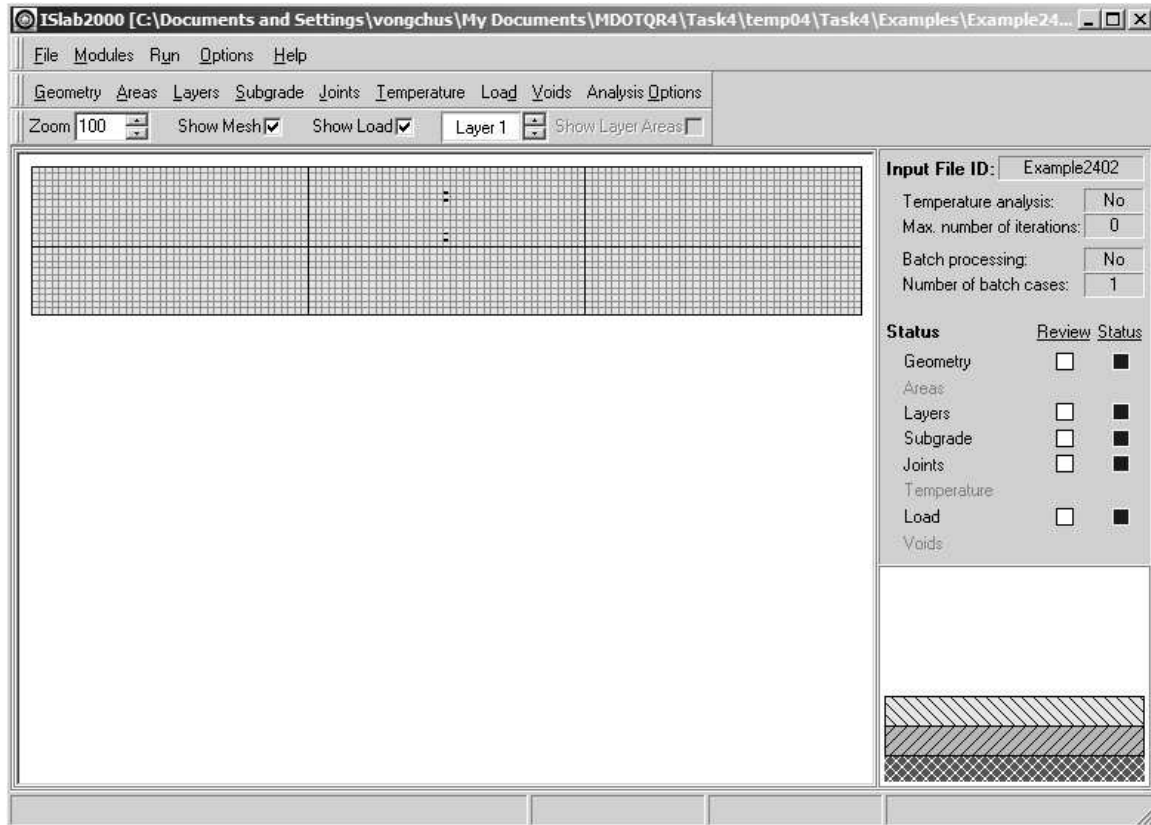 ISlab2000 [C:\Documents and Settings\vongchus\My Documents\MDOTQR4\Task4\temp04\Task4\Examples\Example24...
File Modules Run Options Help
Geometry Areas Layers Subgrade Joints Temperature Load Voids Analysis Options
Zoom 100 Show Mesh Show Load Layer 1 Show Layer Areas
Input File ID: Example2402
Temperature analysis: No
Max. number of iterations: 0
Batch processing: No
Number of batch cases: 1
Status Review Status
Geometry
Areas
Layers
Subgrade
Joints
Temperature
Load
Voids